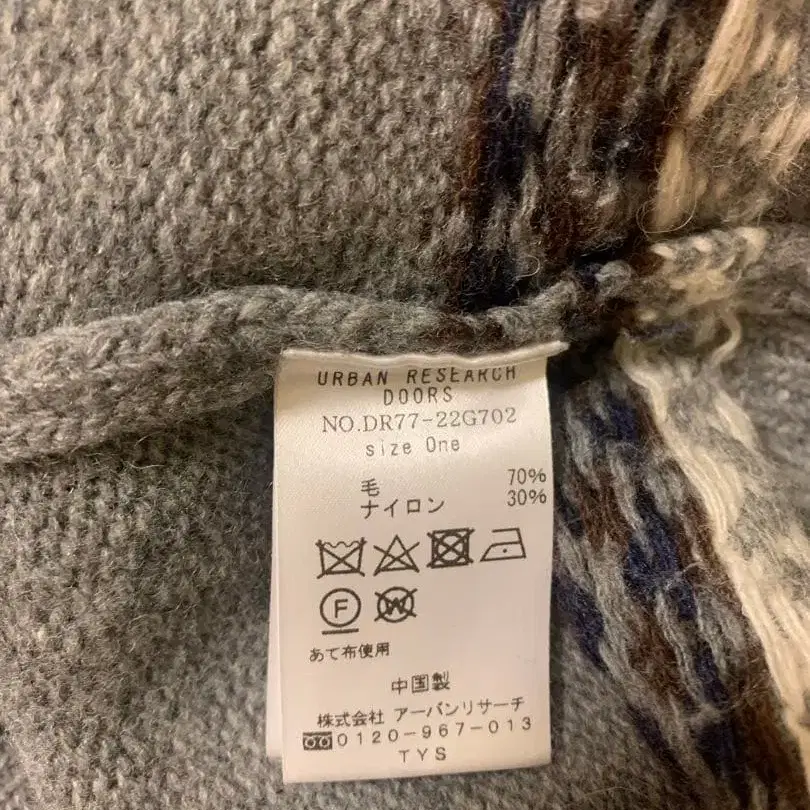 URBAN RESEARCH
DOORS
NO.DR77-22G702
size One
毛 70%
ナイロン 30%
F W
あて布使用
中国製
株式会社 アーバンリサーチ
0120-967-013
TYS